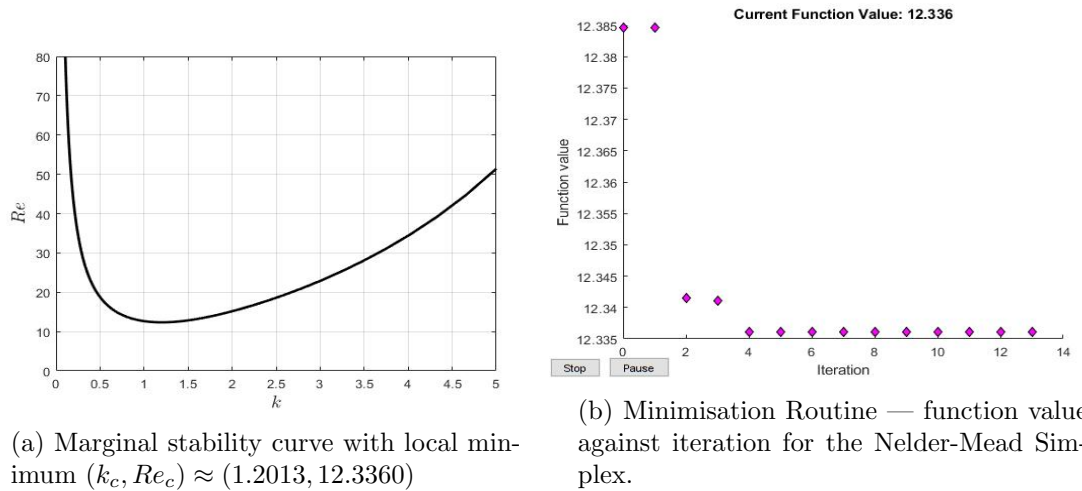 80
70
60
50
40
30
20
10
0
Re
0 0.5 1 1.5 2 2.5 3 3.5 4 4.5 5
k
(a) Marginal stability curve with local min-
imum (k_c, Re_c) ≈ (1.2013, 12.3360)
Current Function Value: 12.336
12.385
12.38
12.375
12.37
12.365
12.36
12.355
12.35
12.345
12.34
12.335
Function value
0 2 4 6 8 10 12 14
Iteration
Stop Pause
(b) Minimisation Routine — function value
against iteration for the Nelder-Mead Sim-
plex.